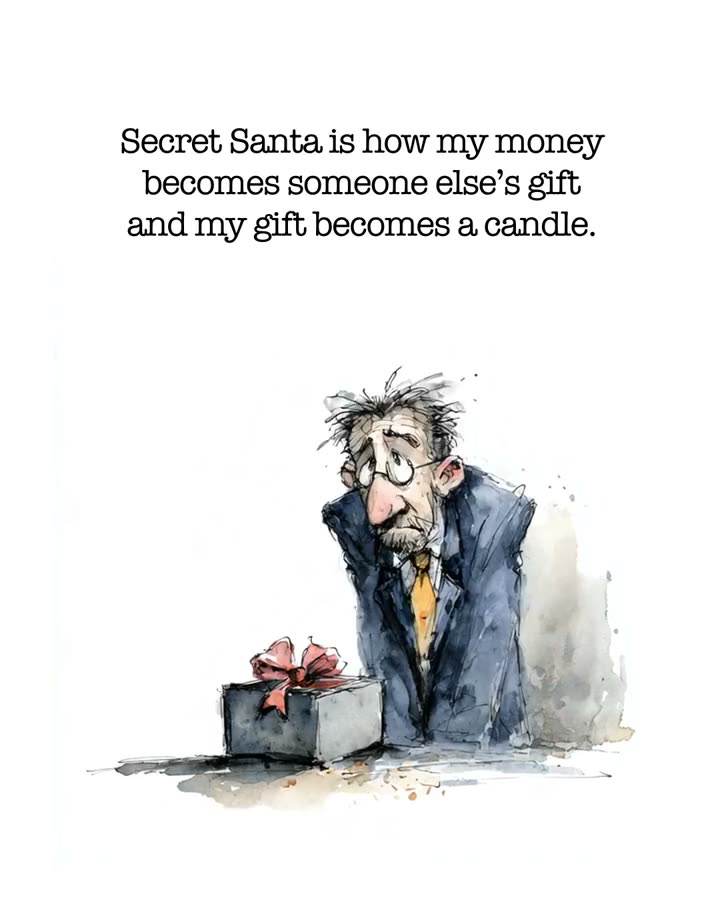 Secret Santa is how my money
becomes someone else’s gift
and my gift becomes a candle.